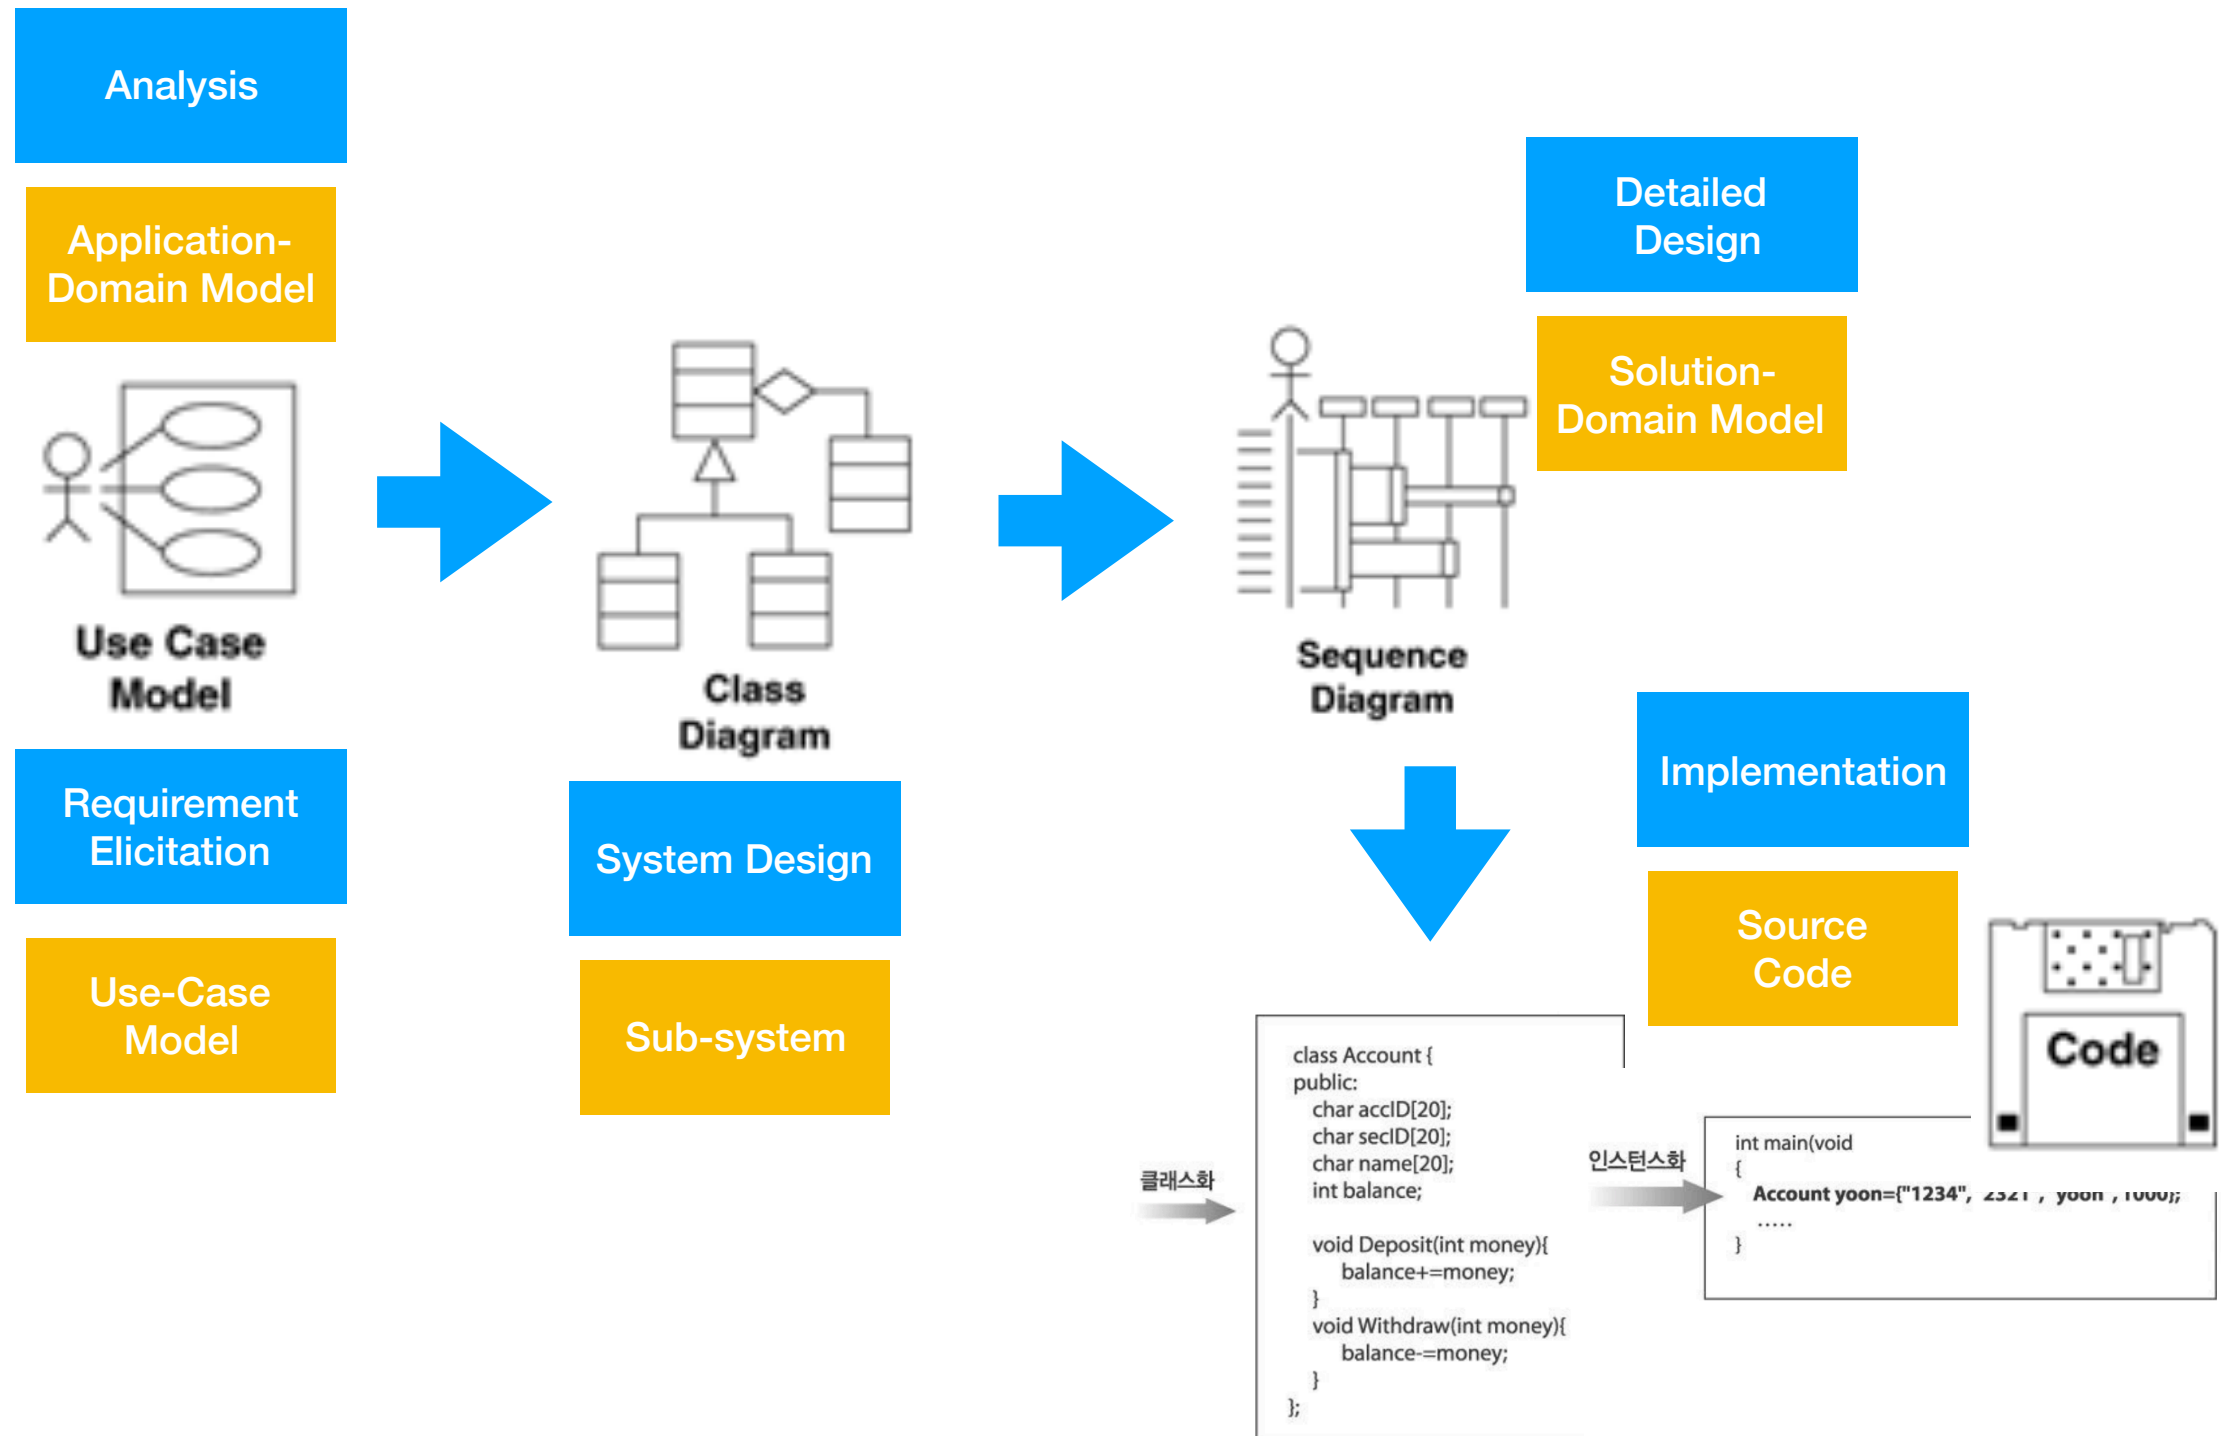 Analysis
Application-
Domain Model
Use Case
Model
Requirement
Elicitation
Use-Case
Model
Class
Diagram
System Design
Sub-system
Detailed
Design
Solution-
Domain Model
Sequence
Diagram
Implementation
Source
Code
Code
클래스화
class Account {
public:
char accID[20];
char secID[20];
char name[20];
int balance;
void Deposit(int money){
balance+=money;
}
void Withdraw(int money){
balance-=money;
}
};
인스턴스화
int main(void
{
Account yoon={"1234", 2321 , yoon , 1000};
.....
}